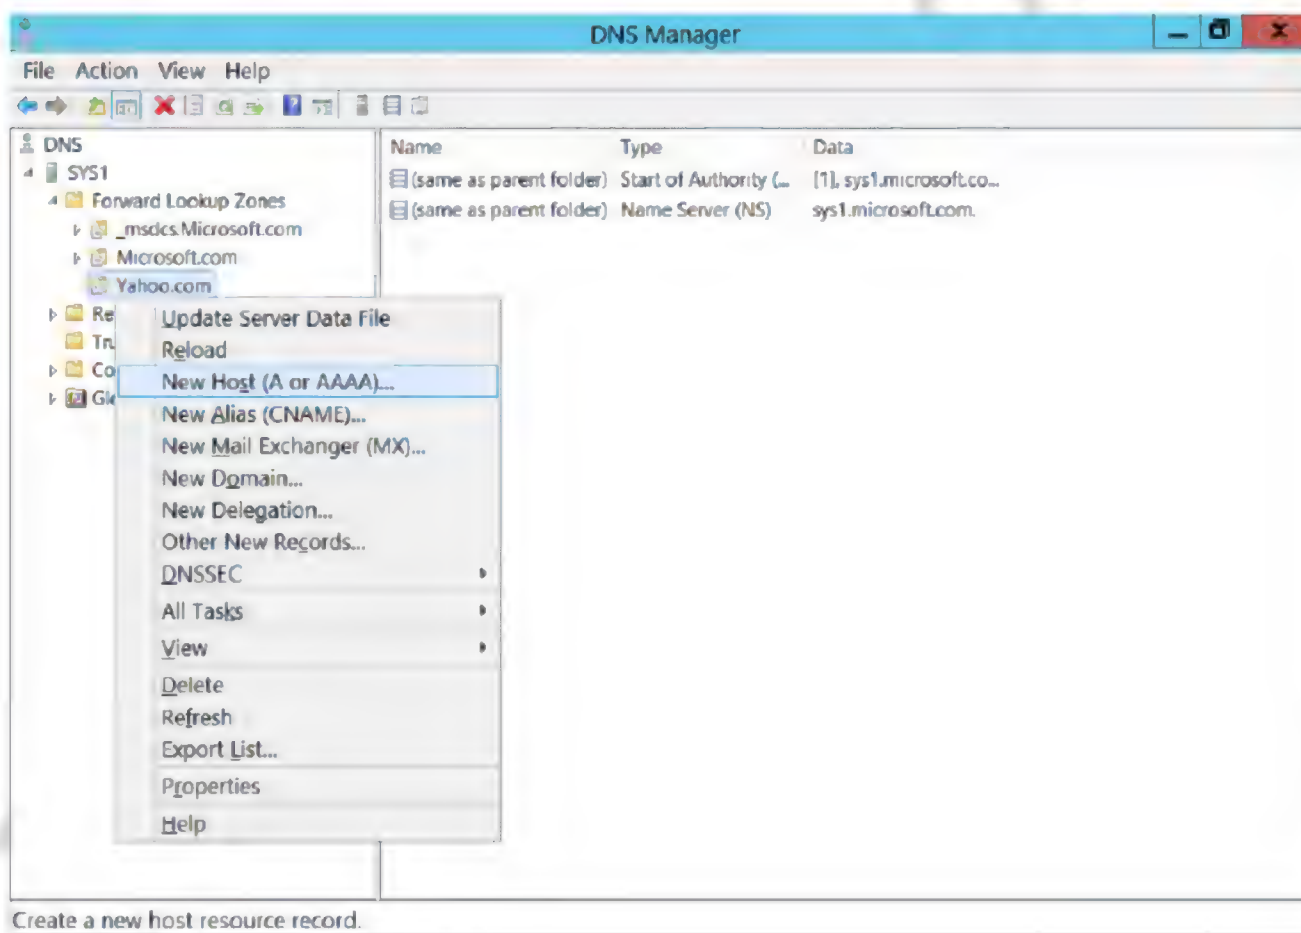 DNS Manager
File Action View Help
DNS
SYS1
Forward Lookup Zones
_msdcs.Microsoft.com
Microsoft.com
Yahoo.com
Re
Tru
Co
Glo
Name Type Data
(same as parent folder) Start of Authority (... [1], sys1.microsoft.co...
(same as parent folder) Name Server (NS) sys1.microsoft.com.
Update Server Data File
Reload
New Host (A or AAAA)...
New Alias (CNAME)...
New Mail Exchanger (MX)...
New Domain...
New Delegation...
Other New Records...
DNSSEC
All Tasks
View
Delete
Refresh
Export List...
Properties
Help
Create a new host resource record.